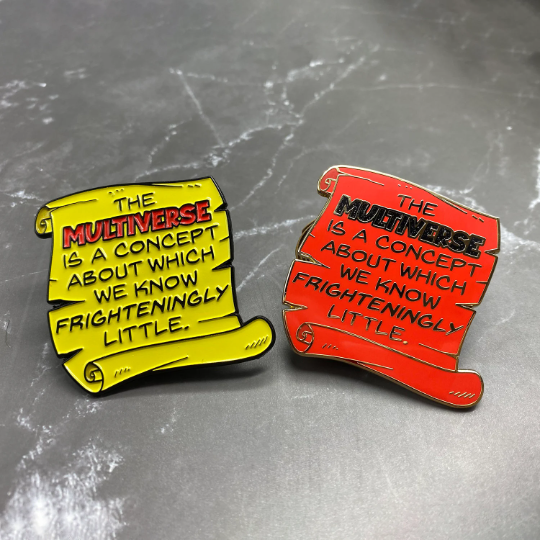 THE
MULTIVERSE
IS A CONCEPT
ABOUT WHICH
WE KNOW
FRIGHTENINGLY
LITTLE.
THE
MULTIVERSE
IS A CONCEPT
ABOUT WHICH
WE KNOW
FRIGHTENINGLY
LITTLE.